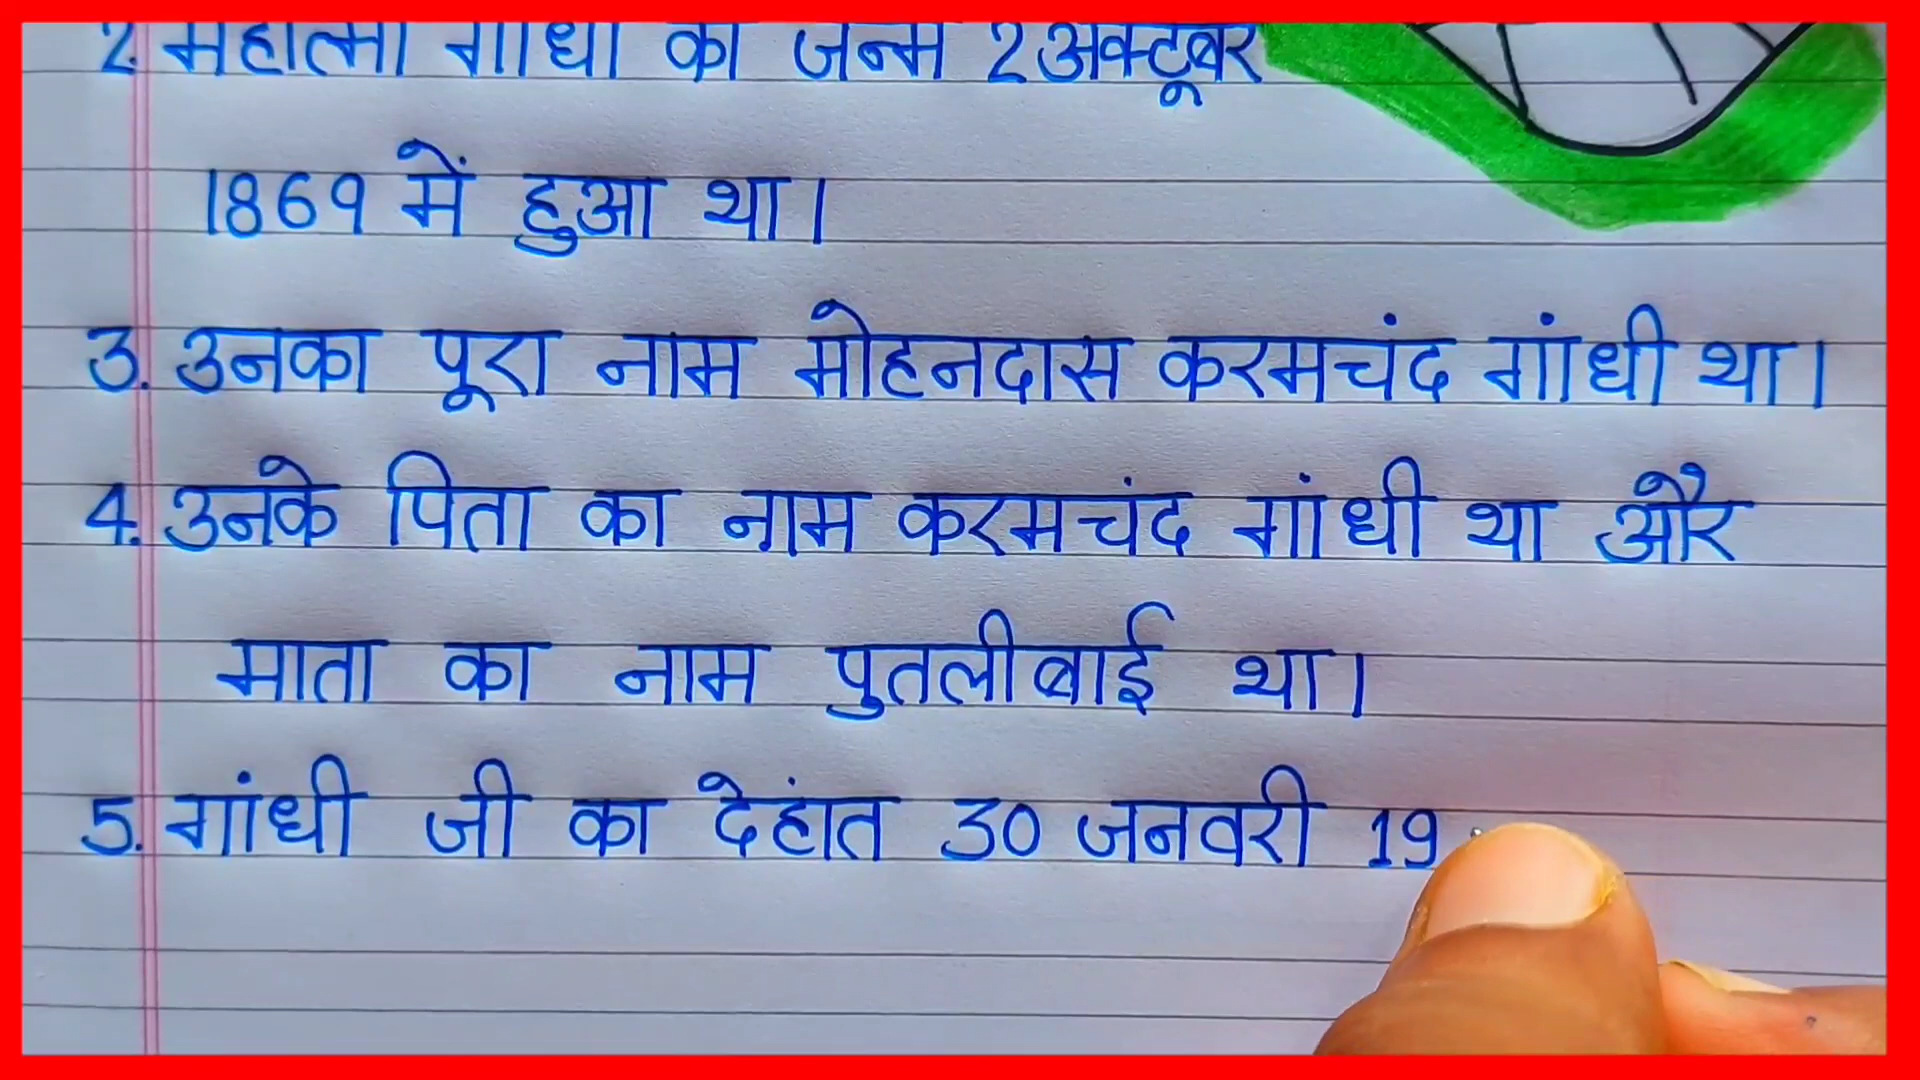 2. महात्मा गांधी का जन्म 2 अक्टूबर
1869 में हुआ था।
3. उनका पूरा नाम मोहनदास करमचंद गांधी था।
4. उनके पिता का नाम करमचंद गांधी था और
माता का नाम पुतलीबाई था।
5. गांधी जी का देहांत 30 जनवरी 19